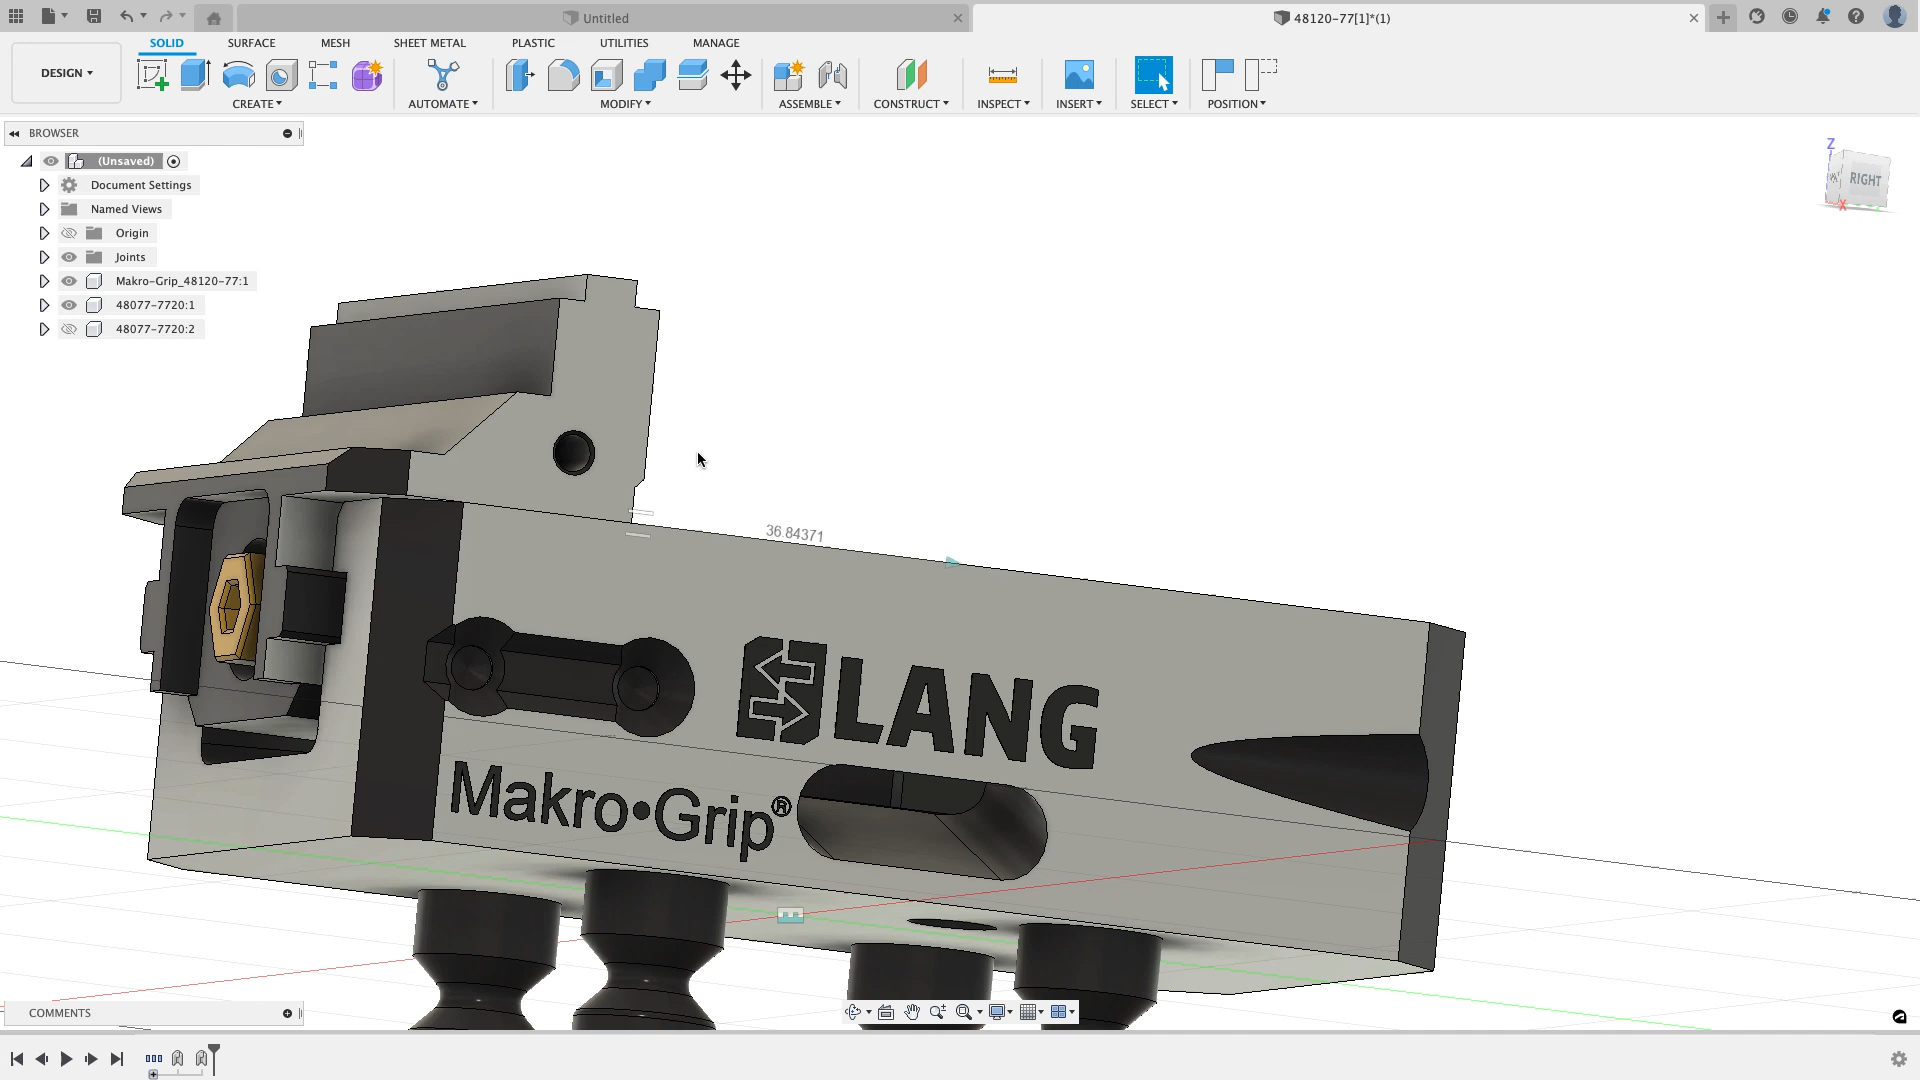 Untitled
48120-77[1]*(1)
SOLID
SURFACE
MESH
SHEET METAL
PLASTIC
UTILITIES
MANAGE
DESIGN
CREATE
AUTOMATE
MODIFY
ASSEMBLE
CONSTRUCT
INSPECT
INSERT
SELECT
POSITION
BROWSER
(Unsaved)
Document Settings
Named Views
Origin
Joints
Makro-Grip_48120-77:1
48077-7720:1
48077-7720:2
Z
RIGHT
X
36.84371
LANG
Makro•Grip®
COMMENTS